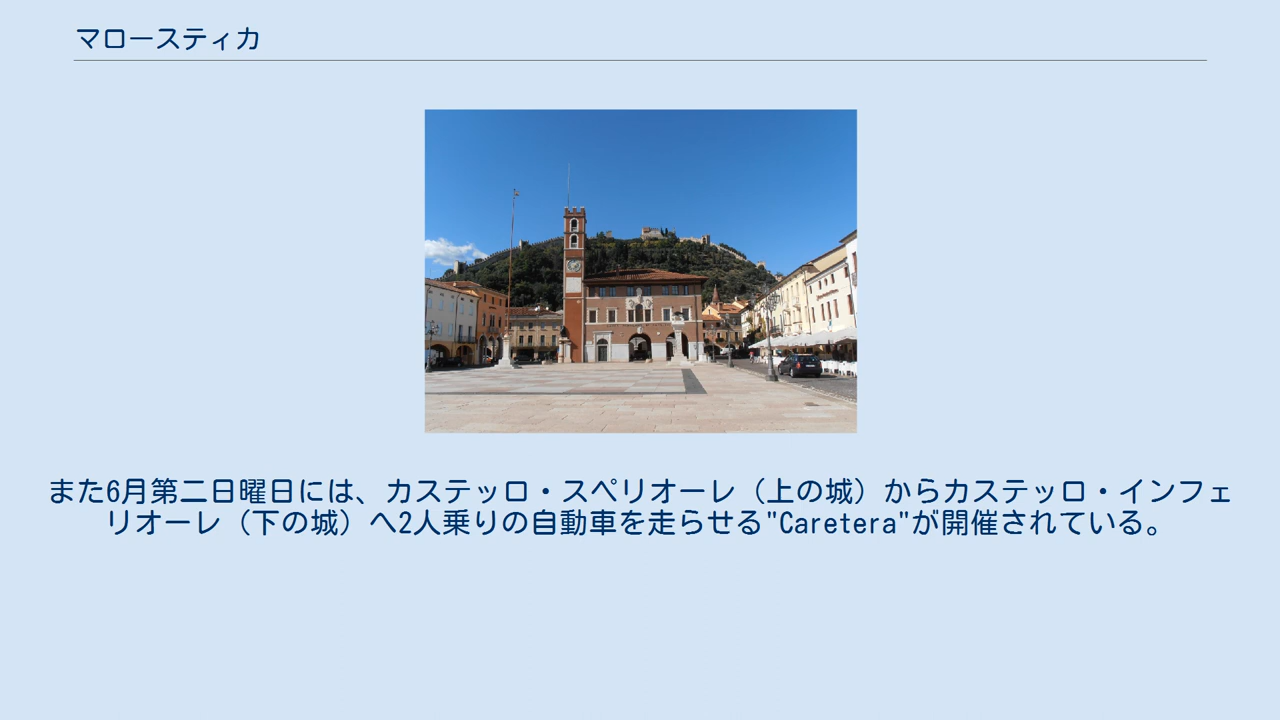 マロースティカ
また6月第二日曜日には、カステッロ・スペリオーレ（上の城）からカステッロ・インフェ
リオーレ（下の城）へ2人乗りの自動車を走らせる"Caretera"が開催されている。